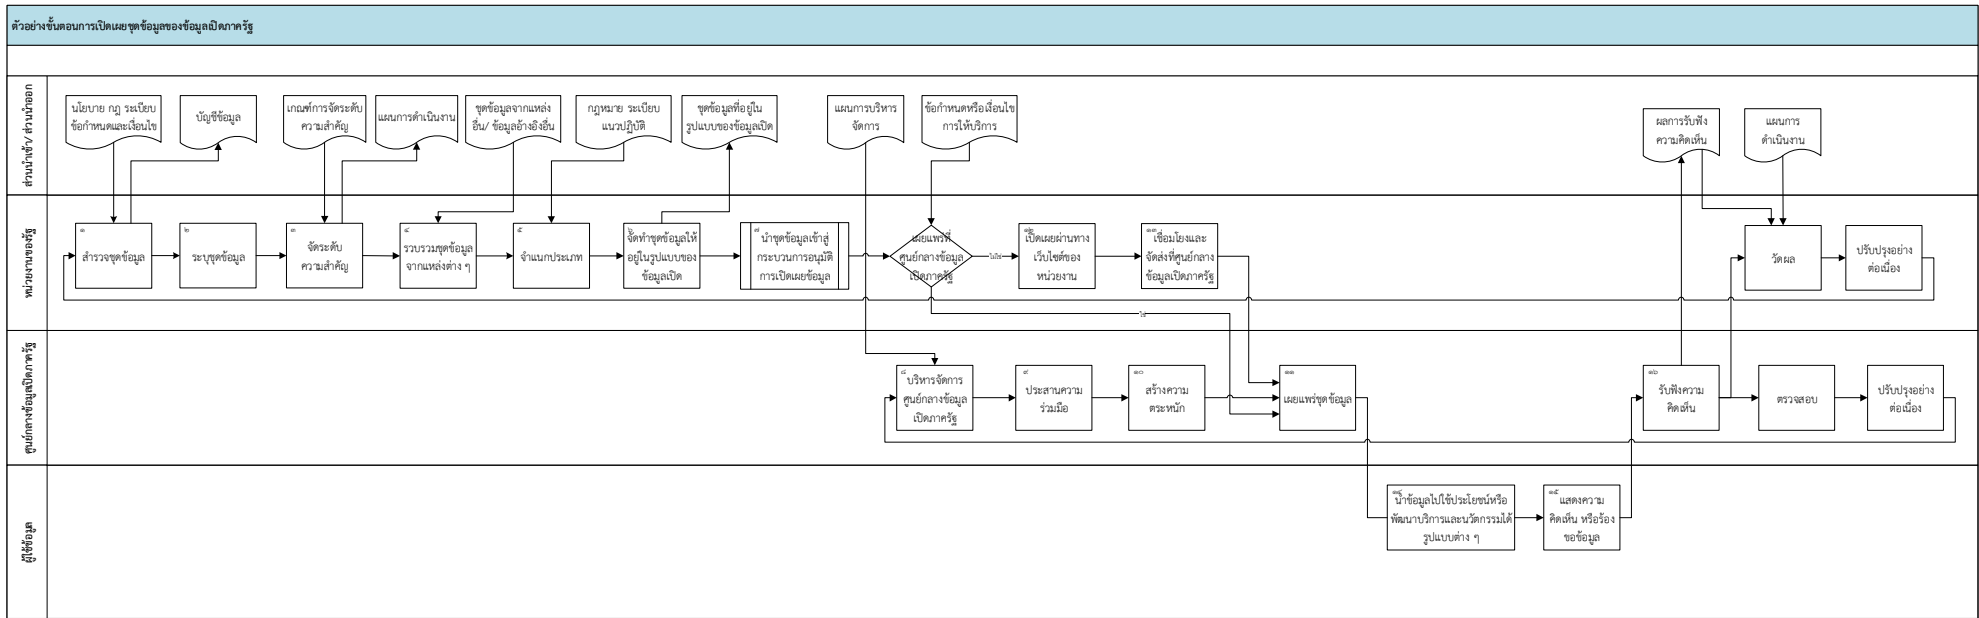 ตัวอย่างขั้นตอนการเปิดเผยชุดข้อมูลของข้อมูลเปิดภาครัฐ
ส่วนนำเข้า/ ส่วนนำออก
นโยบาย กฎ ระเบียบ
ข้อกำหนดและเงื่อนไข
บัญชีข้อมูล
เกณฑ์การจัดระดับ
ความสำคัญ
แผนการดำเนินงาน
ชุดข้อมูลจากแหล่ง
อื่น/ ข้อมูลอ้างอิงอื่น
กฎหมาย ระเบียบ
แนวปฏิบัติ
ชุดข้อมูลที่อยู่ใน
รูปแบบของข้อมูลเปิด
แผนการบริหาร
จัดการ
ข้อกำหนดหรือเงื่อนไข
การให้บริการ
ผลการรับฟัง
ความคิดเห็น
แผนการ
ดำเนินงาน
หน่วยงานของรัฐ
๑
สำรวจชุดข้อมูล
๒
ระบุชุดข้อมูล
๓
จัดระดับ
ความสำคัญ
๔
รวบรวมชุดข้อมูล
จากแหล่งต่าง ๆ
๕
จำแนกประเภท
๖
จัดทำชุดข้อมูลให้
อยู่ในรูปแบบของ
ข้อมูลเปิด
๗
นำชุดข้อมูลเข้าสู่
กระบวนการอนุมัติ
การเปิดเผยข้อมูล
เผยแพร่ที่
ศูนย์กลางข้อมูล
เปิดภาครัฐ
ไม่ใช่
ใช่
๑๒
เปิดเผยผ่านทาง
เว็บไซต์ของ
หน่วยงาน
๑๓
เชื่อมโยงและ
จัดส่งที่ศูนย์กลาง
ข้อมูลเปิดภาครัฐ
วัดผล
ปรับปรุงอย่าง
ต่อเนื่อง
ศูนย์กลางข้อมูลเปิดภาครัฐ
๘
บริหารจัดการ
ศูนย์กลางข้อมูล
เปิดภาครัฐ
๙
ประสานความ
ร่วมมือ
๑๐
สร้างความ
ตระหนัก
๑๑
เผยแพร่ชุดข้อมูล
๑๖
รับฟังความ
คิดเห็น
ตรวจสอบ
ปรับปรุงอย่าง
ต่อเนื่อง
ผู้ใช้ข้อมูล
๑๔
นำข้อมูลไปใช้ประโยชน์หรือ
พัฒนาบริการและนวัตกรรมได้
รูปแบบต่าง ๆ
๑๕
แสดงความ
คิดเห็น หรือร้อง
ขอข้อมูล